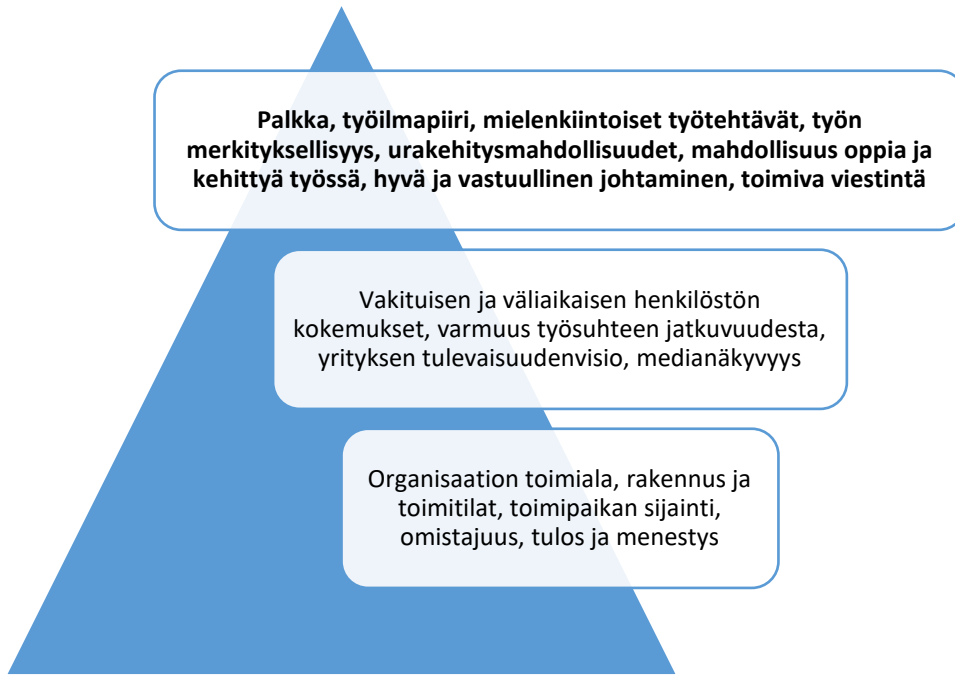 Palkka, työilmapiiri, mielenkiintoiset työtehtävät, työn
merkityksellisyys, urakehitysmahdollisuudet, mahdollisuus oppia ja
kehittyä työssä, hyvä ja vastuullinen johtaminen, toimiva viestintä
Vakituisen ja väliaikaisen henkilöstön
kokemukset, varmuus työsuhteen jatkuvuudesta,
yrityksen tulevaisuudenvisio, medianäkyvyys
Organisaation toimiala, rakennus ja
toimitilat, toimipaikan sijainti,
omistajuus, tulos ja menestys